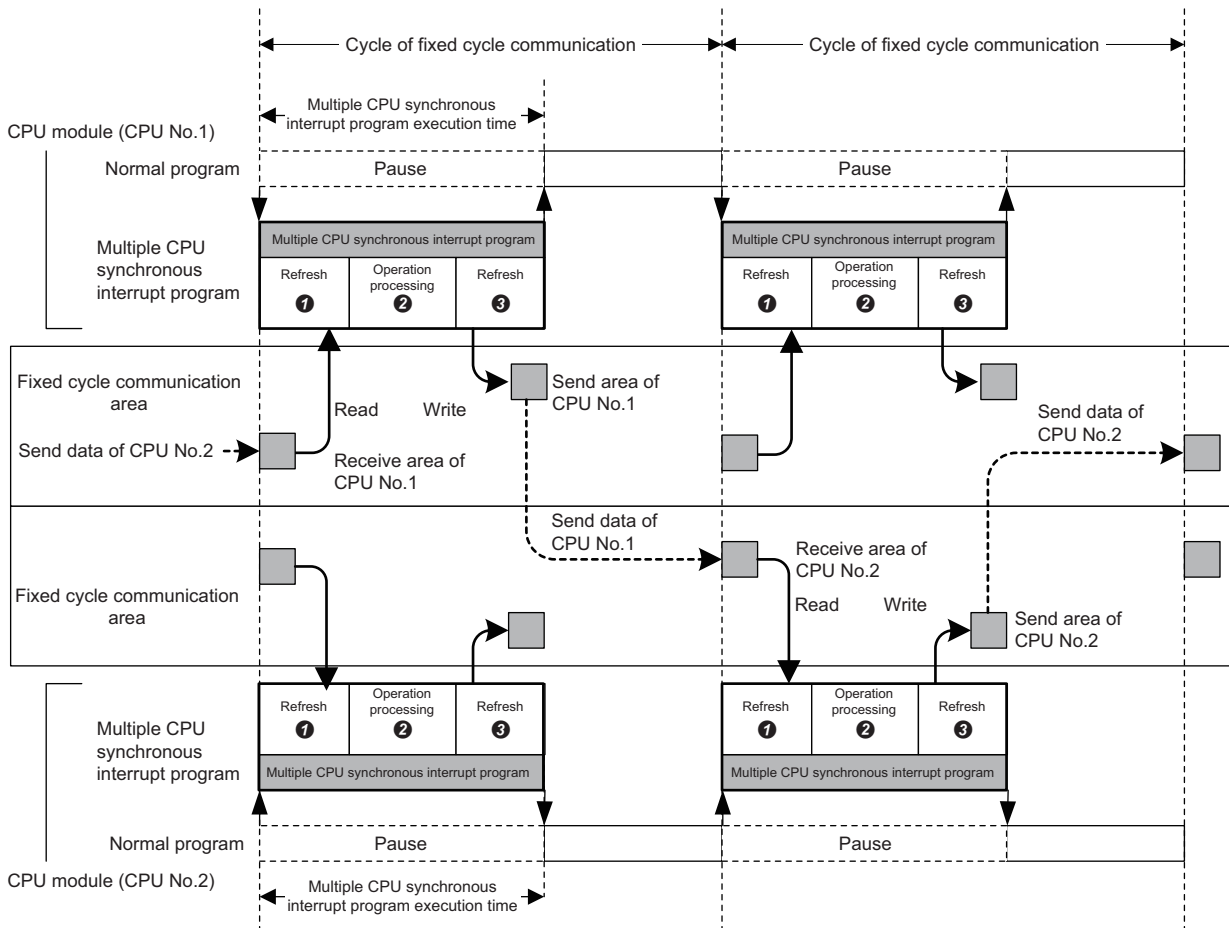 Cycle of fixed cycle communication
Cycle of fixed cycle communication
Multiple CPU synchronous
interrupt program execution time
CPU module (CPU No.1)
Normal program
Pause
Pause
Multiple CPU
synchronous
interrupt program
Multiple CPU synchronous interrupt program
Refresh
1
Operation
processing
2
Refresh
3
Multiple CPU synchronous interrupt program
Refresh
1
Operation
processing
2
Refresh
3
Fixed cycle communication
area
Send data of CPU No.2
Read
Write
Receive area of
CPU No.1
Send area of
CPU No.1
Send data of
CPU No.2
Send data of
CPU No.1
Fixed cycle communication
area
Receive area of
CPU No.2
Read
Write
Send area of
CPU No.2
Multiple CPU
synchronous
interrupt program
Refresh
1
Operation
processing
2
Refresh
3
Multiple CPU synchronous interrupt program
Refresh
1
Operation
processing
2
Refresh
3
Multiple CPU synchronous interrupt program
Normal program
Pause
Pause
CPU module (CPU No.2)
Multiple CPU synchronous
interrupt program execution time